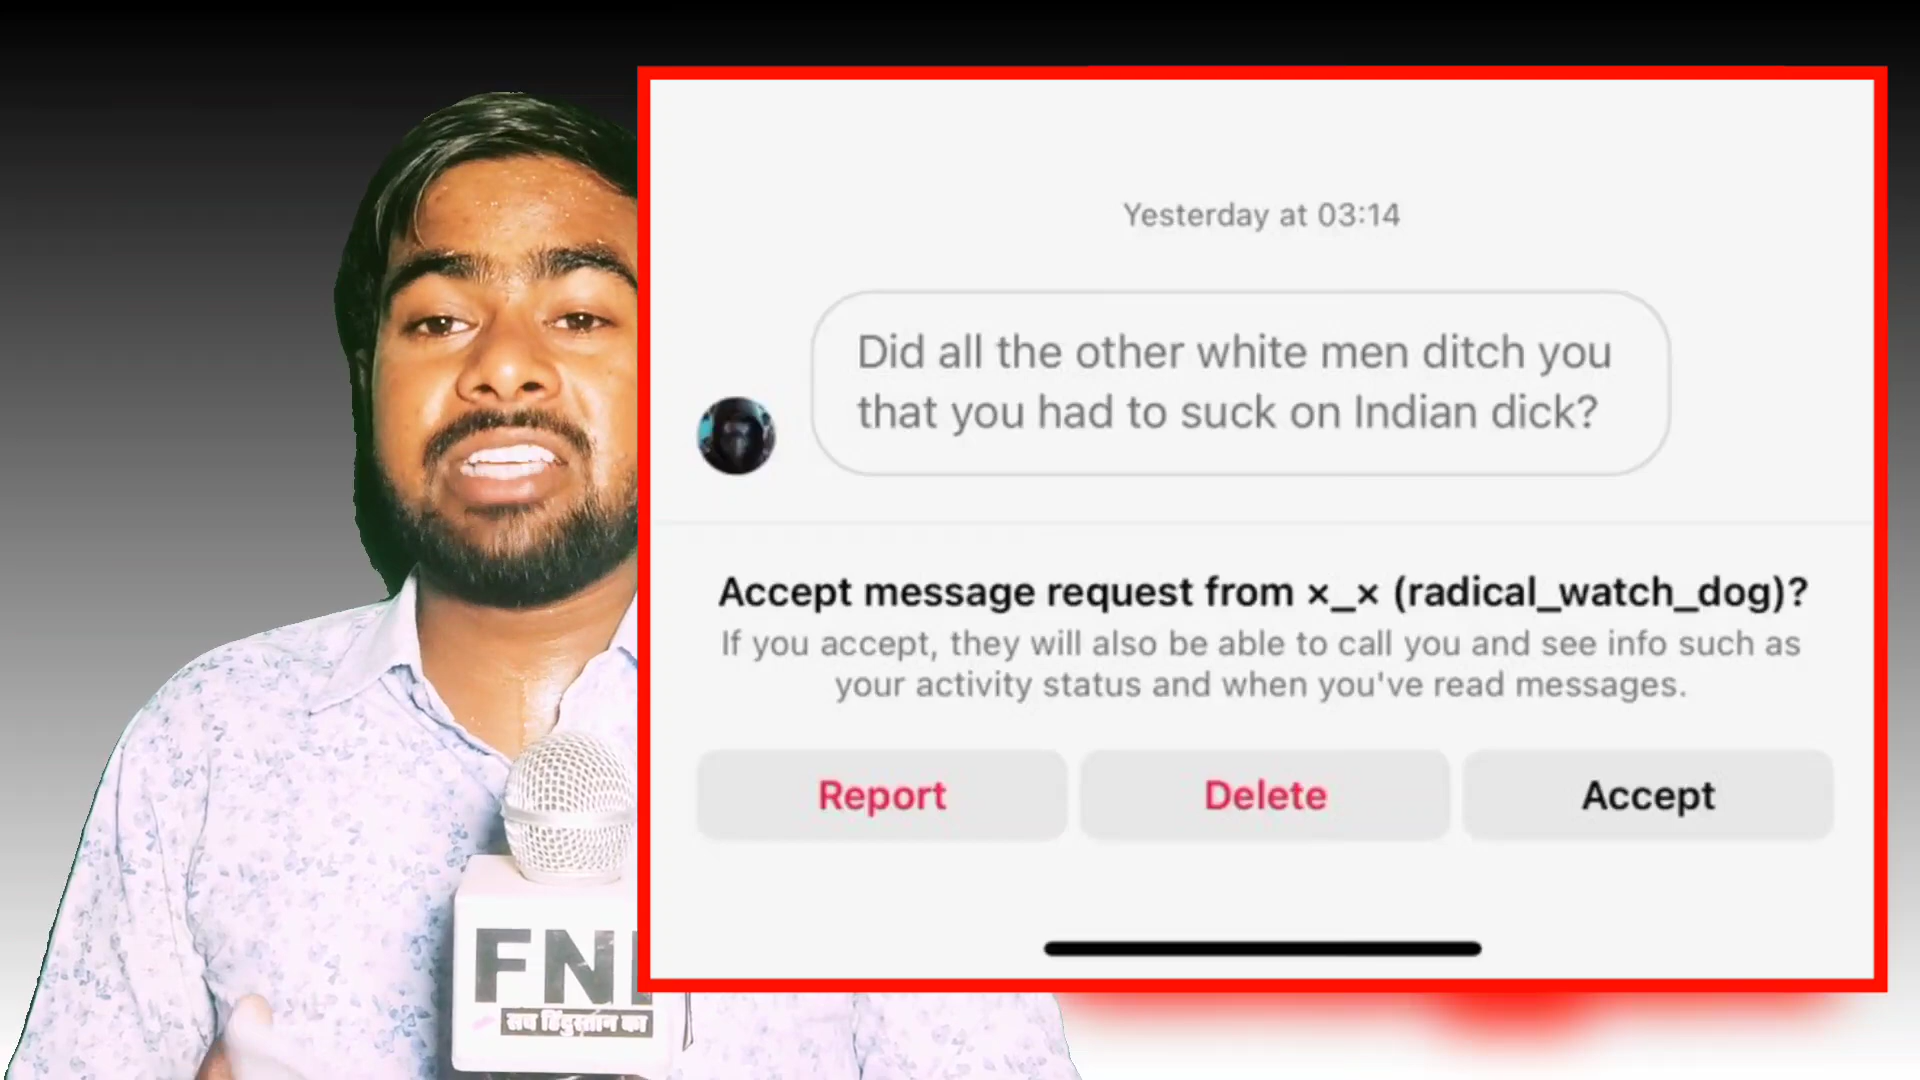 Yesterday at 03:14
Did all the other white men ditch you
that you had to suck on Indian dick?
Accept message request from ×_× (radical_watch_dog)?
If you accept, they will also be able to call you and see info such as
your activity status and when you've read messages.
Report
Delete
Accept
FNI
सच हिंदुस्तान का